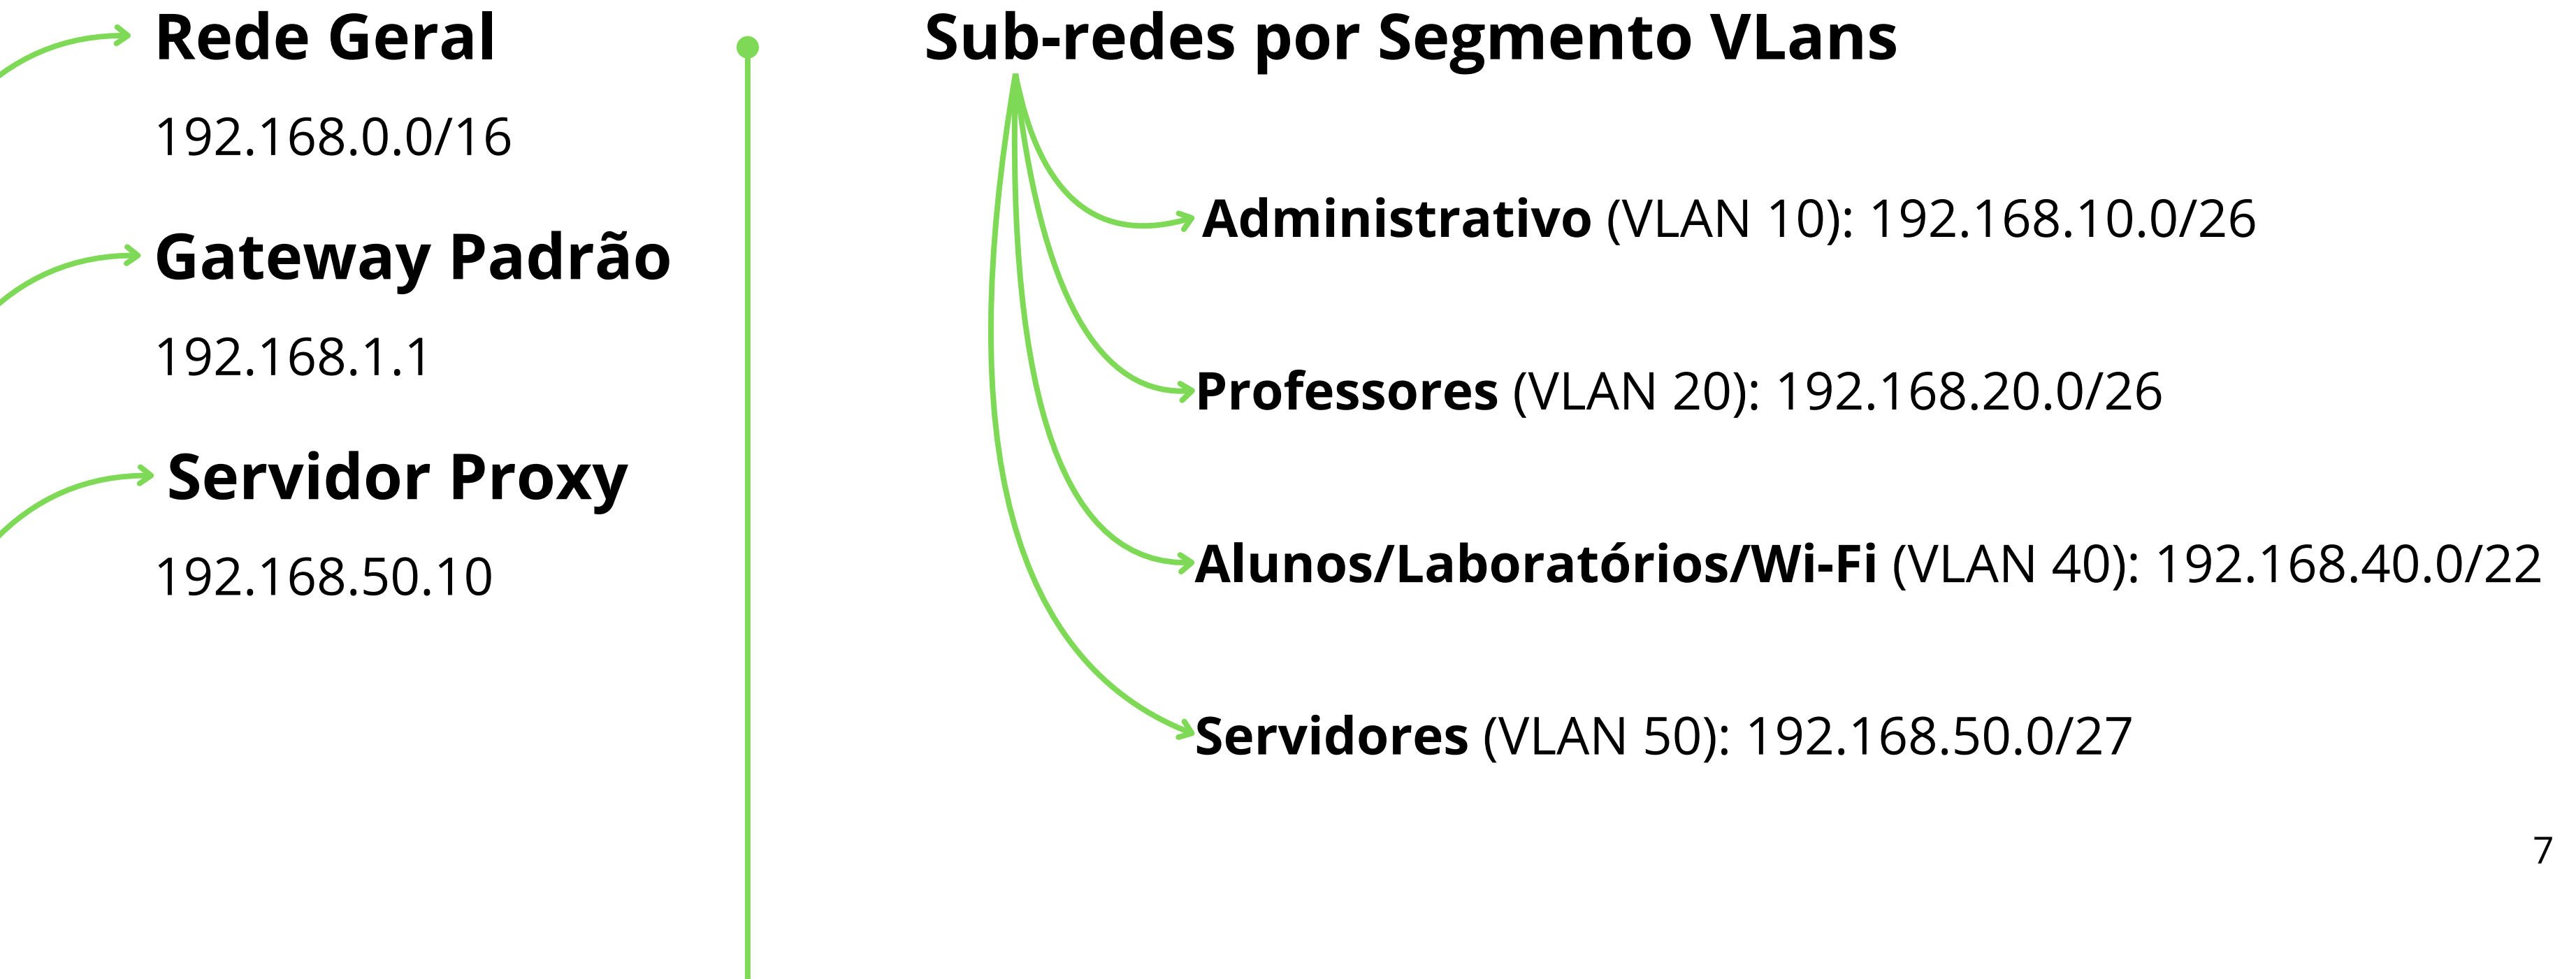 Rede Geral
192.168.0.0/16
Gateway Padrão
192.168.1.1
Servidor Proxy
192.168.50.10
Sub-redes por Segmento VLans
Administrativo (VLAN 10): 192.168.10.0/26
Professores (VLAN 20): 192.168.20.0/26
Alunos/Laboratórios/Wi-Fi (VLAN 40): 192.168.40.0/22
Servidores (VLAN 50): 192.168.50.0/27
7